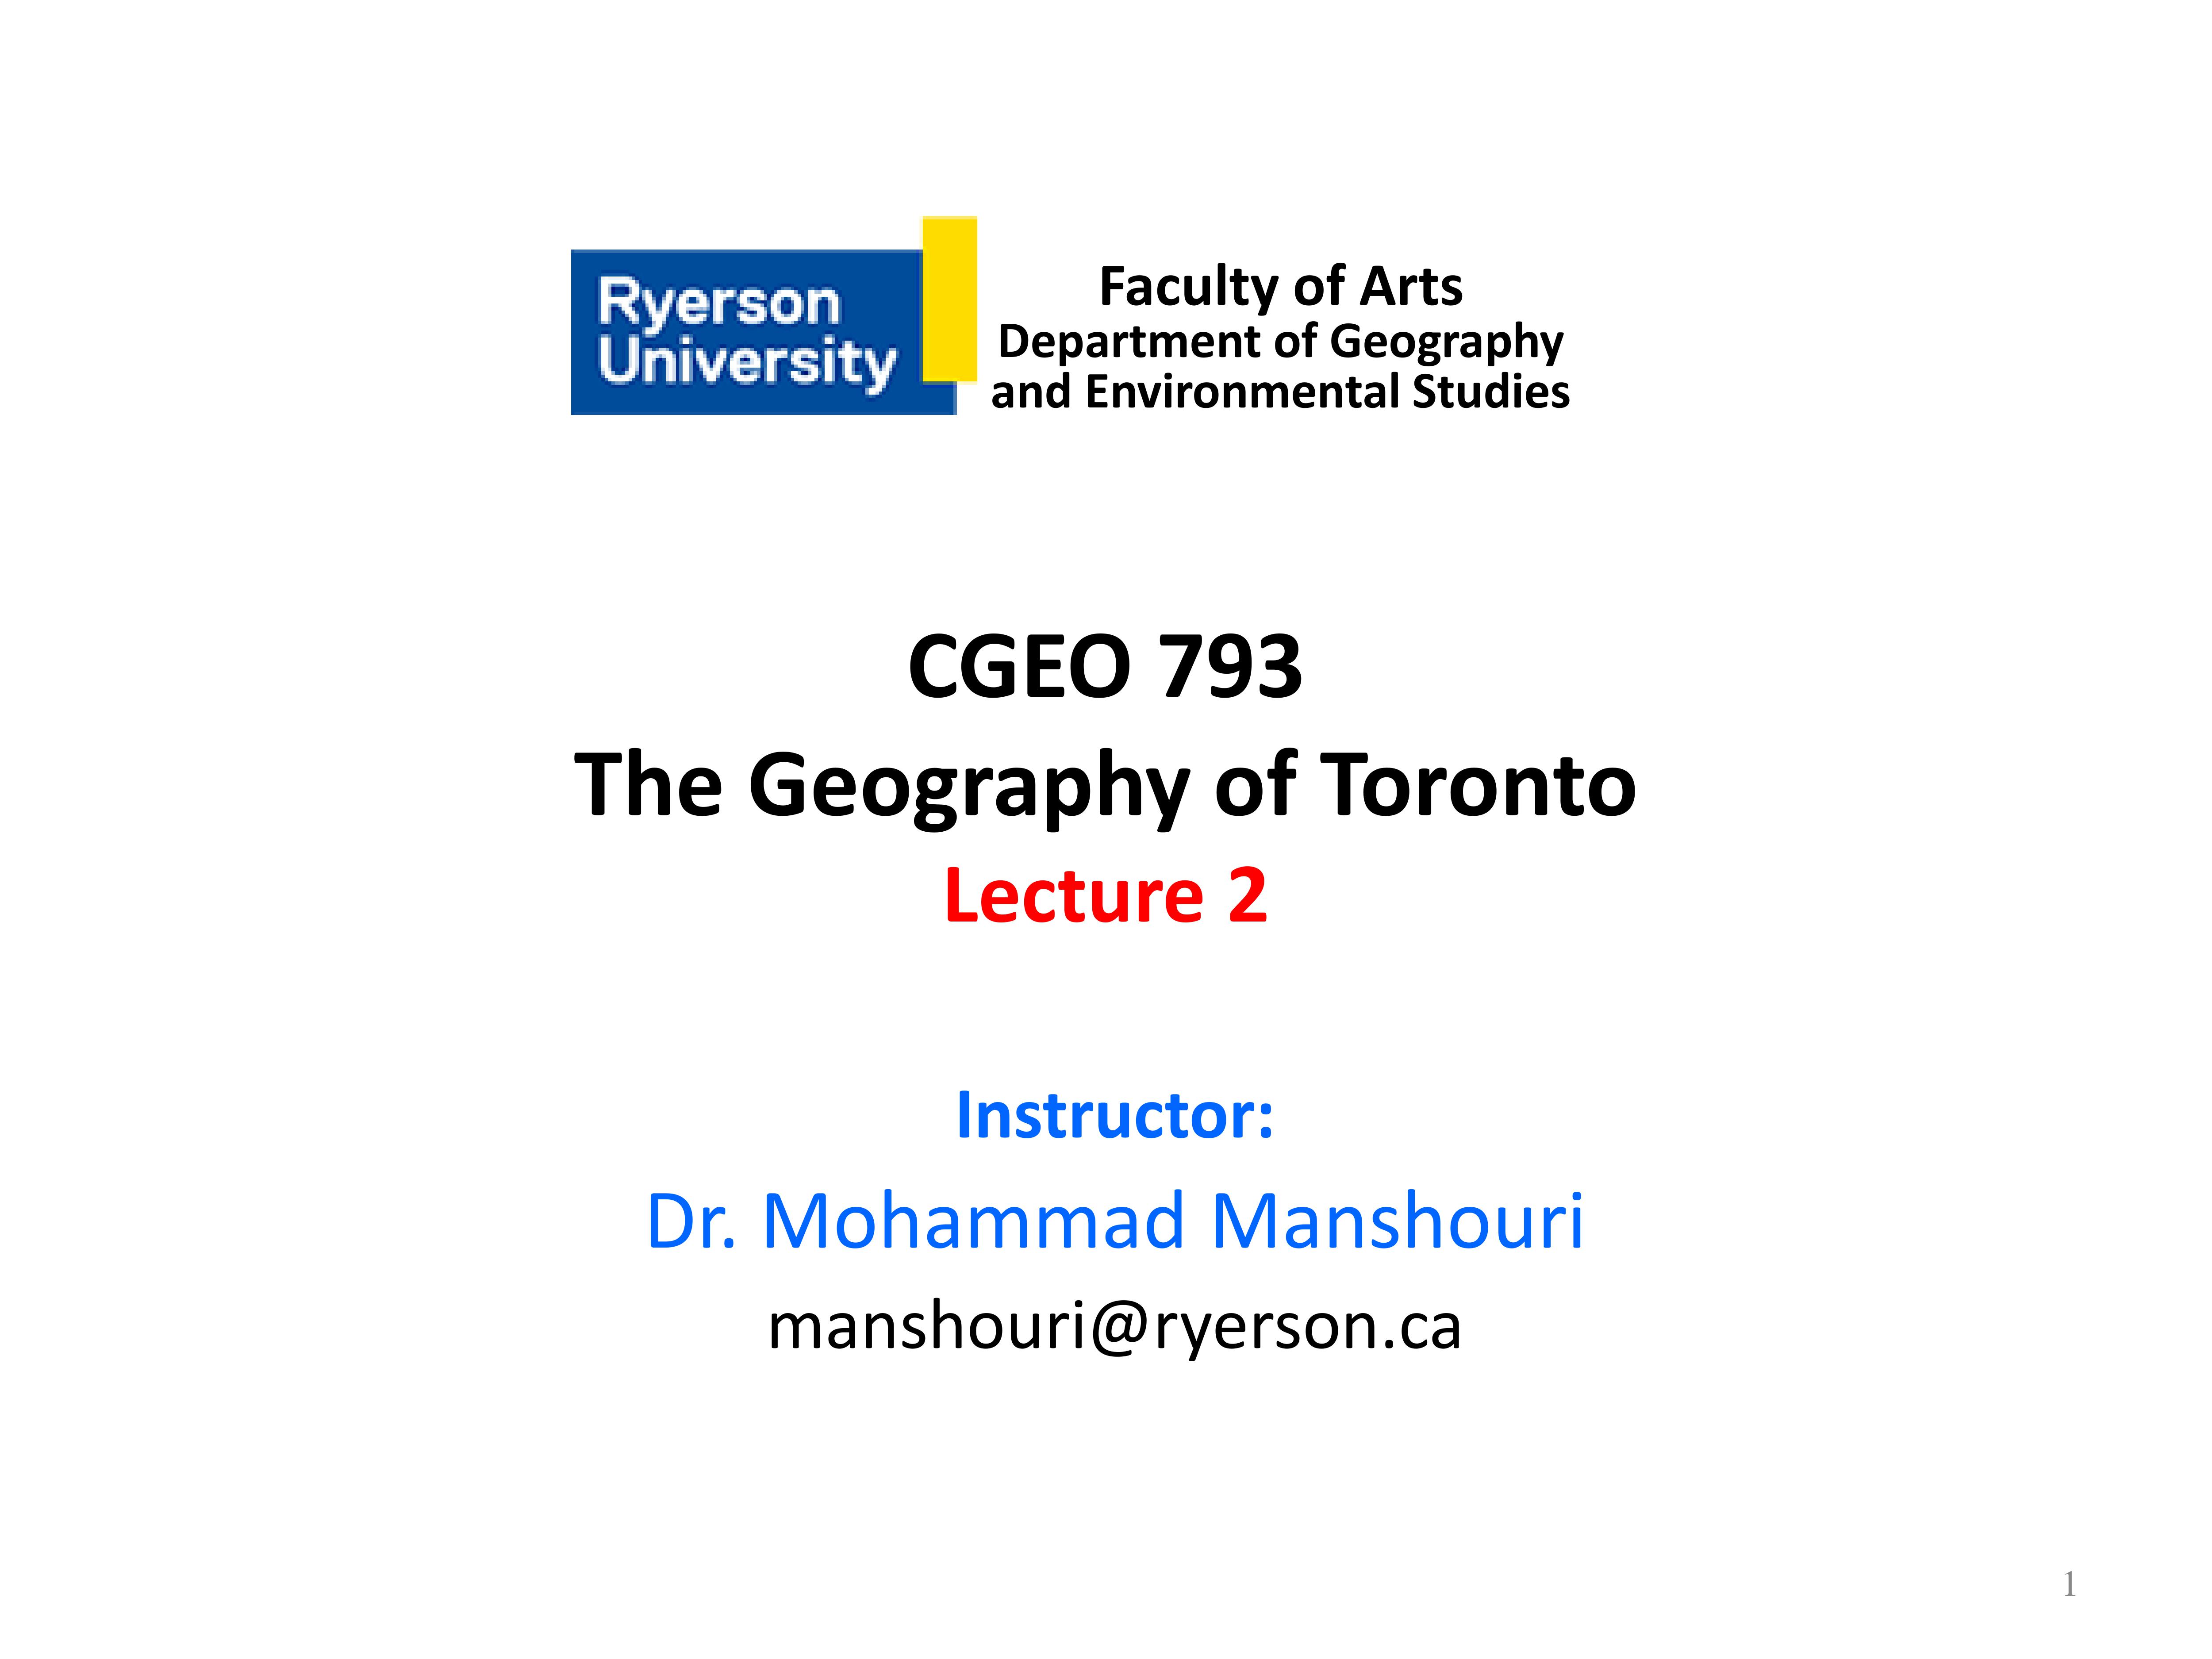 Ryerson
University
Faculty of Arts
Department of Geography
and Environmental Studies
CGEO 793
The Geography of Toronto
Lecture 2
Instructor:
Dr. Mohammad Manshouri
manshouri@ryerson.ca
1